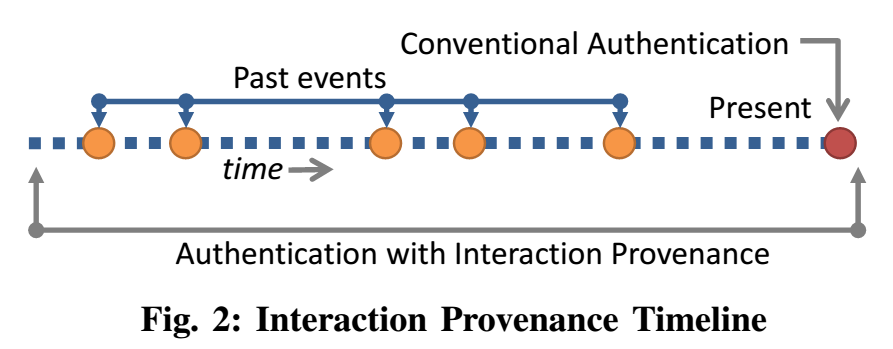 Conventional Authentication
Past events
Present
time
Authentication with Interaction Provenance
Fig. 2: Interaction Provenance Timeline